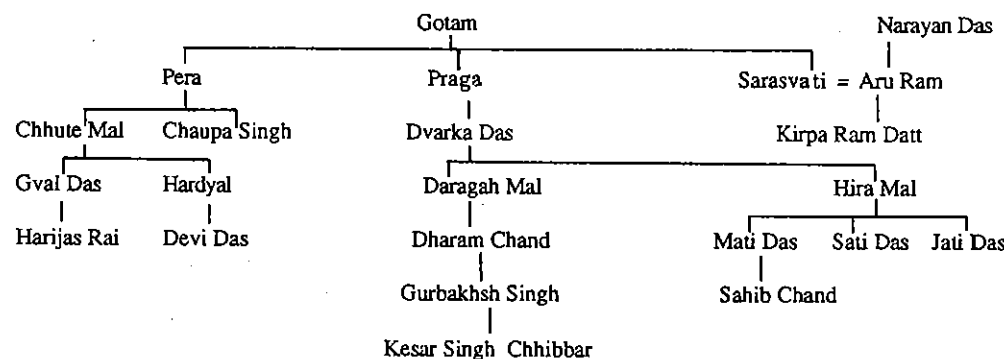 Gotam Narayan Das
Pera Praga Sarasvati = Aru Ram
Chhute Mal Chaupa Singh Dvarka Das Kirpa Ram Datt
Gval Das Hardyal Daragah Mal Hira Mal
Harijas Rai Devi Das Dharam Chand Mati Das Sati Das Jati Das
Gurbakhsh Singh Sahib Chand
Kesar Singh Chhibbar